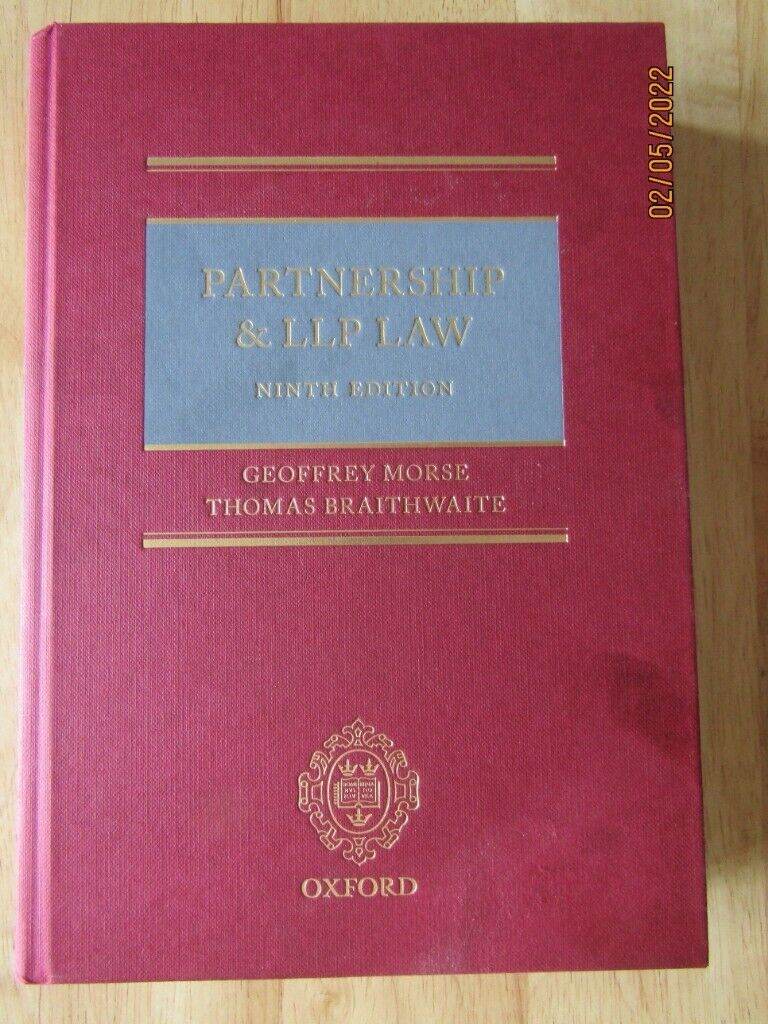 PARTNERSHIP
& LLP LAW
NINTH EDITION
GEOFFREY MORSE
THOMAS BRAITHWAITE
OXFORD
02/05/2022